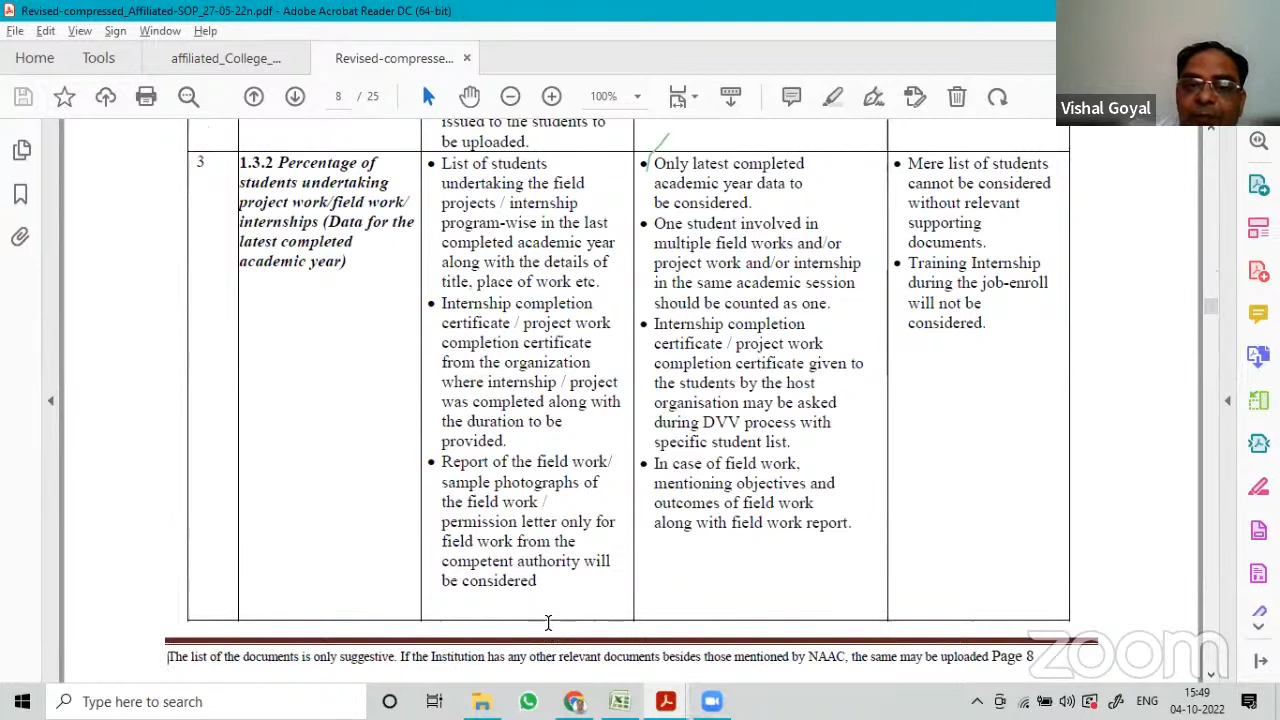 Revised-compressed_Affiliated-SOP_27-05-22n.pdf - Adobe Acrobat Reader DC (64-bit)
File Edit View Sign Window Help
Home Tools affiliated_College_... Revised-compresse... ×
8 / 25 100%
Vishal Goyal
issued to the students to
be uploaded.
3
1.3.2 Percentage of
students undertaking
project work/field work/
internships (Data for the
latest completed
academic year)
• List of students
undertaking the field
projects / internship
program-wise in the last
completed academic year
along with the details of
title, place of work etc.
• Internship completion
certificate / project work
completion certificate
from the organization
where internship / project
was completed along with
the duration to be
provided.
• Report of the field work/
sample photographs of
the field work /
permission letter only for
field work from the
competent authority will
be considered
• Only latest completed
academic year data to
be considered.
• One student involved in
multiple field works and/or
project work and/or internship
in the same academic session
should be counted as one.
• Internship completion
certificate / project work
completion certificate given to
the students by the host
organisation may be asked
during DVV process with
specific student list.
• In case of field work,
mentioning objectives and
outcomes of field work
along with field work report.
• Mere list of students
cannot be considered
without relevant
supporting
documents.
• Training Internship
during the job-enroll
will not be
considered.
The list of the documents is only suggestive. If the Institution has any other relevant documents besides those mentioned by NAAC, the same may be uploaded Page 8
zoom
Type here to search
ENG
15:49
04-10-2022